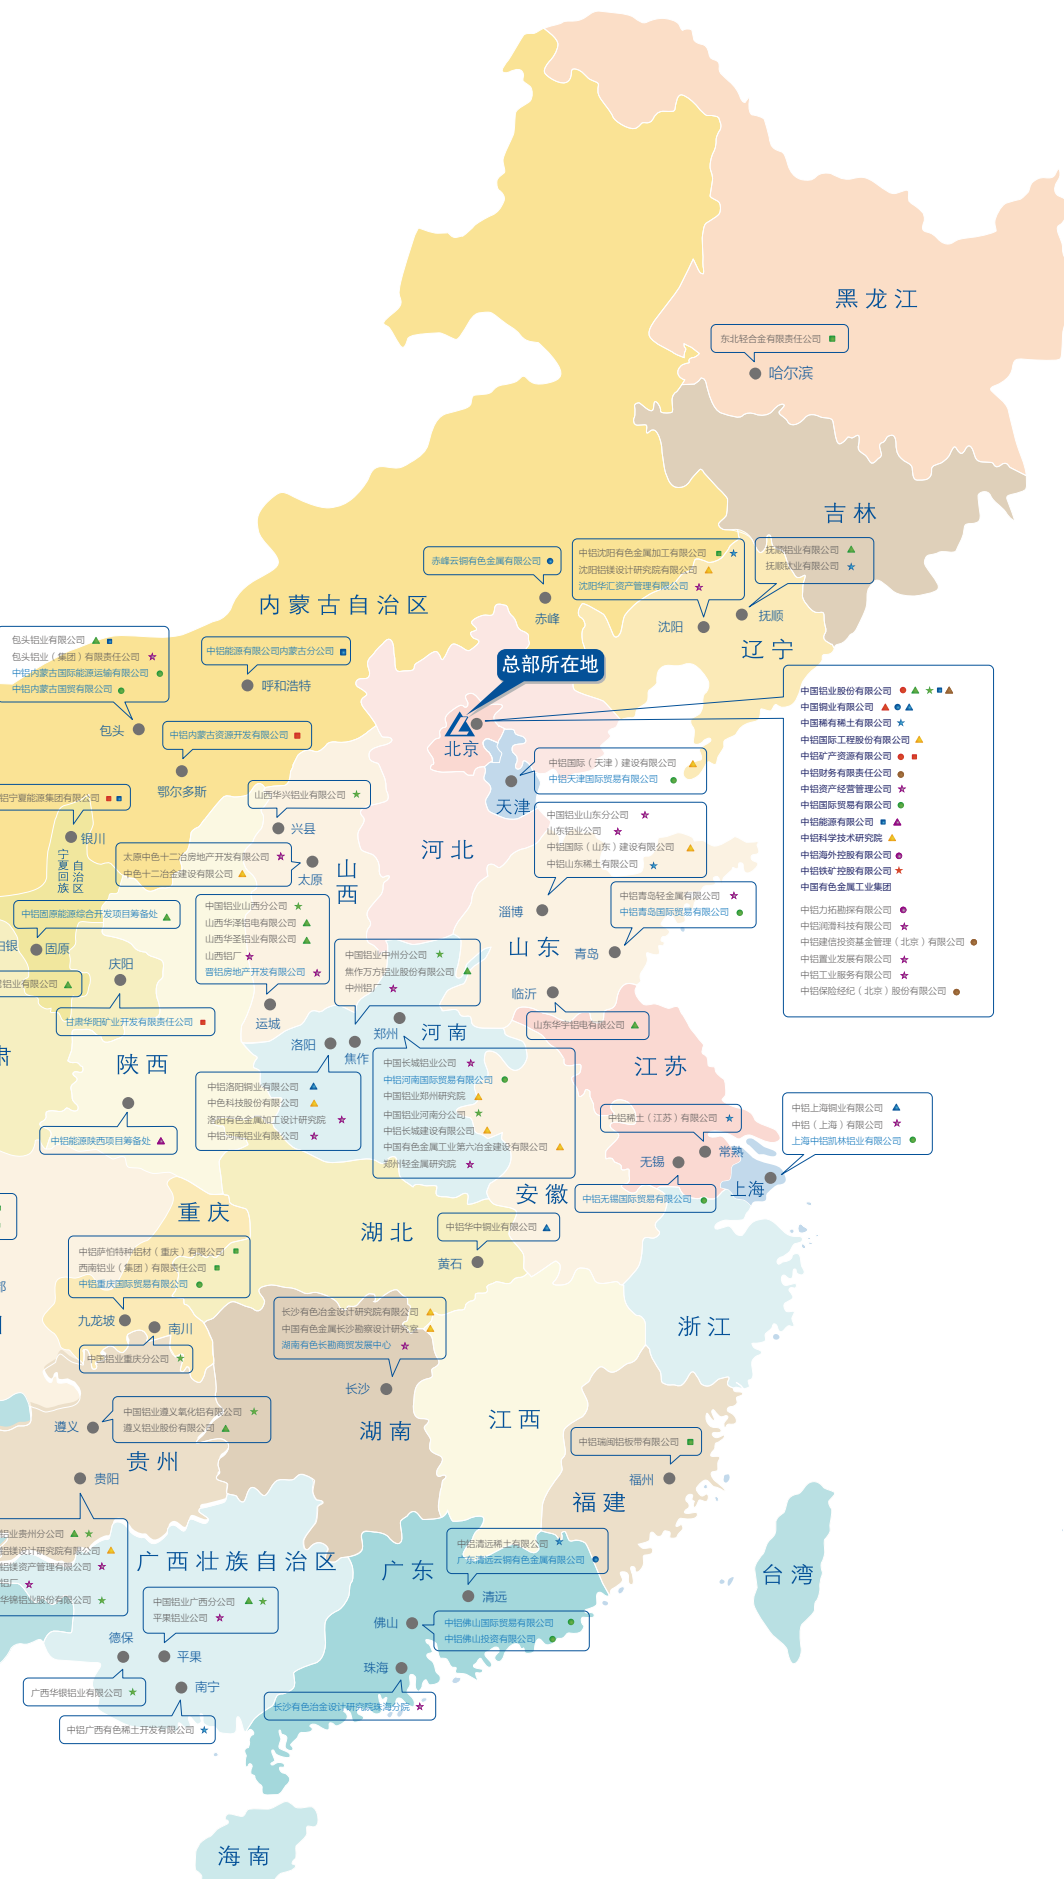 黑龙江
东北轻合金有限责任公司
哈尔滨
吉林
赤峰云铜有色金属有限公司
赤峰
中铝沈阳有色金属加工有限公司
沈阳铝镁设计研究院有限公司
沈阳华汇资产管理有限公司
沈阳
抚顺铝业有限公司
抚顺钛业有限公司
抚顺
辽宁
内蒙古自治区
包头铝业有限公司
包头铝业（集团）有限责任公司
中铝内蒙古国际能源运输有限公司
中铝内蒙古国贸有限公司
包头
中铝能源有限公司内蒙古分公司
呼和浩特
中铝内蒙古资源开发有限公司
鄂尔多斯
总部所在地
北京
中国铝业股份有限公司
中国铜业有限公司
中国稀有稀土有限公司
中铝国际工程股份有限公司
中铝矿产资源有限公司
中铝财务有限责任公司
中铝资产经营管理公司
中铝国际贸易有限公司
中铝能源有限公司
中铝科学技术研究院
中铝海外控股有限公司
中铝铁矿控股有限公司
中国有色金属工业集团
中铝力拓勘探有限公司
中铝润滑科技有限公司
中铝建信投资基金管理（北京）有限公司
中铝置业发展有限公司
中铝工业服务有限公司
中铝保险经纪（北京）股份有限公司
中铝国际（天津）建设有限公司
中铝天津国际贸易有限公司
天津
铝宁夏能源集团有限公司
银川
宁夏回族
自治区
山西华兴铝业有限公司
兴县
太原中色十二冶房地产开发有限公司
中色十二冶金建设有限公司
太原
山西
河北
中国铝业山东分公司
山东铝业公司
中铝国际（山东）建设有限公司
中铝山东稀土有限公司
淄博
中铝青岛轻金属有限公司
中铝青岛国际贸易有限公司
山东
青岛
中铝固原能源综合开发项目筹备处
银
固原
铝业有限公司
庆阳
甘肃华阳矿业开发有限责任公司
中国铝业山西分公司
山西华泽铝电有限公司
山西华圣铝业有限公司
山西铝厂
晋铝房地产开发有限公司
运城
中国铝业中州分公司
焦作万方铝业股份有限公司
中州铝厂
临沂
山东华宇铝电有限公司
郑州
河南
洛阳
焦作
肃
陕西
中铝能源陕西项目筹备处
中铝洛阳铜业有限公司
中色科技股份有限公司
洛阳有色金属加工设计研究院
中铝河南铝业有限公司
中国长城铝业公司
中铝河南国际贸易有限公司
中国铝业郑州研究院
中国铝业河南分公司
中铝长城建设有限公司
中国有色金属工业第六冶金建设有限公司
郑州轻金属研究院
江苏
中铝稀土（江苏）有限公司
常熟
无锡
中铝无锡国际贸易有限公司
中铝上海铜业有限公司
中铝（上海）有限公司
上海中铝凯林铝业有限公司
上海
安徽
重庆
中铝萨伯特种铝材（重庆）有限公司
西南铝业（集团）有限责任公司
中铝重庆国际贸易有限公司
九龙坡
南川
中国铝业重庆分公司
都
湖北
中铝华中铜业有限公司
黄石
浙江
长沙有色冶金设计研究院有限公司
中国有色金属长沙勘察设计研究室
湖南有色长勘商贸发展中心
长沙
湖南
江西
中国铝业遵义氧化铝有限公司
遵义铝业股份有限公司
遵义
贵州
贵阳
铝业贵州分公司
铝镁设计研究院有限公司
铝镁资产管理有限公司
铝厂
华锦铝业股份有限公司
中铝瑞闽铝板带有限公司
福州
福建
台湾
广西壮族自治区
中国铝业广西分公司
平果铝业公司
德保
平果
广西华银铝业有限公司
南宁
中铝广西有色稀土开发有限公司
广东
中铝清远稀土有限公司
广东清远云铜有色金属有限公司
清远
佛山
中铝佛山国际贸易有限公司
中铝佛山投资有限公司
珠海
长沙有色冶金设计研究院珠海分院
海南